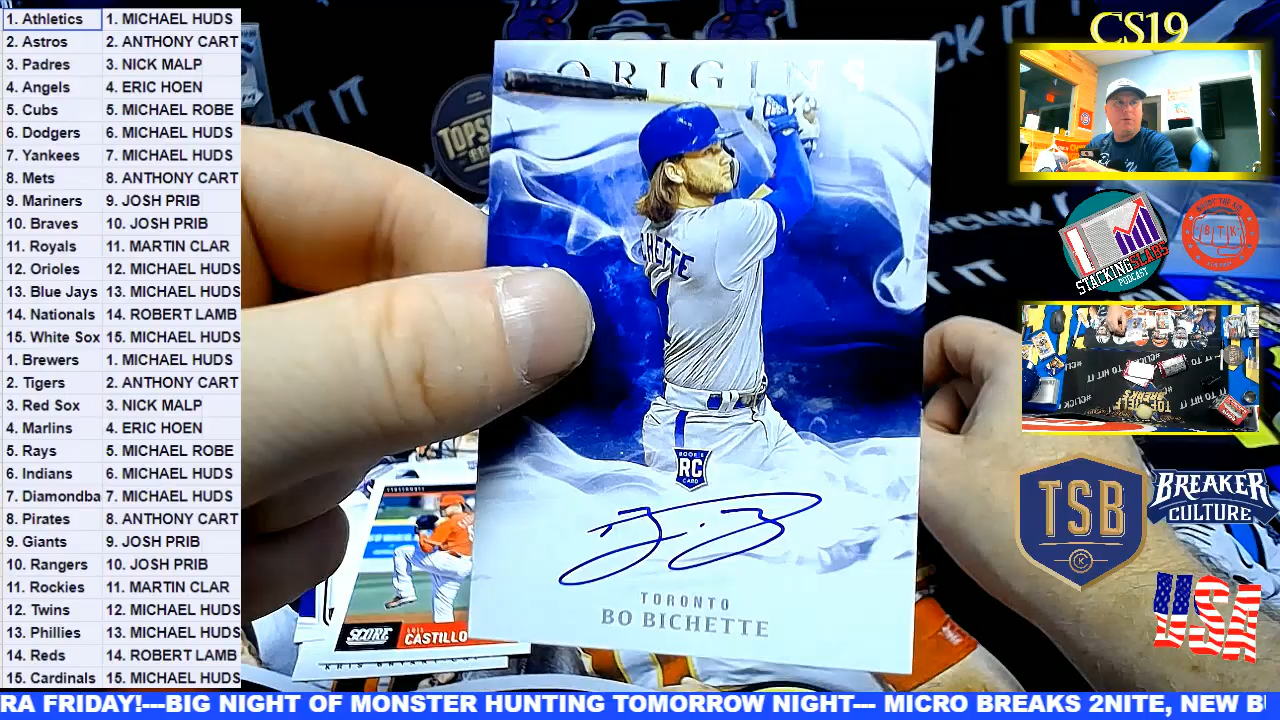 1. Athletics 1. MICHAEL HUDS
2. Astros 2. ANTHONY CART
3. Padres 3. NICK MALP
4. Angels 4. ERIC HOEN
5. Cubs 5. MICHAEL ROBE
6. Dodgers 6. MICHAEL HUDS
7. Yankees 7. MICHAEL HUDS
8. Mets 8. ANTHONY CART
9. Mariners 9. JOSH PRIB
10. Braves 10. JOSH PRIB
11. Royals 11. MARTIN CLAR
12. Orioles 12. MICHAEL HUDS
13. Blue Jays 13. MICHAEL HUDS
14. Nationals 14. ROBERT LAMB
15. White Sox 15. MICHAEL HUDS
1. Brewers 1. MICHAEL HUDS
2. Tigers 2. ANTHONY CART
3. Red Sox 3. NICK MALP
4. Marlins 4. ERIC HOEN
5. Rays 5. MICHAEL ROBE
6. Indians 6. MICHAEL HUDS
7. Diamondba 7. MICHAEL HUDS
8. Pirates 8. ANTHONY CART
9. Giants 9. JOSH PRIB
10. Rangers 10. JOSH PRIB
11. Rockies 11. MARTIN CLAR
12. Twins 12. MICHAEL HUDS
13. Phillies 13. MICHAEL HUDS
14. Reds 14. ROBERT LAMB
15. Cardinals 15. MICHAEL HUDS
ORIGINS
CHETTE
ROOKIE
RC
CARD
TORONTO
BO BICHETTE
SCORE
CASTILLO
CS19
STACKING SLABS
PODCAST
BTK
TSB
BREAKER
CULTURE
USA
RA FRIDAY!---BIG NIGHT OF MONSTER HUNTING TOMORROW NIGHT--- MICRO BREAKS 2NITE, NEW B